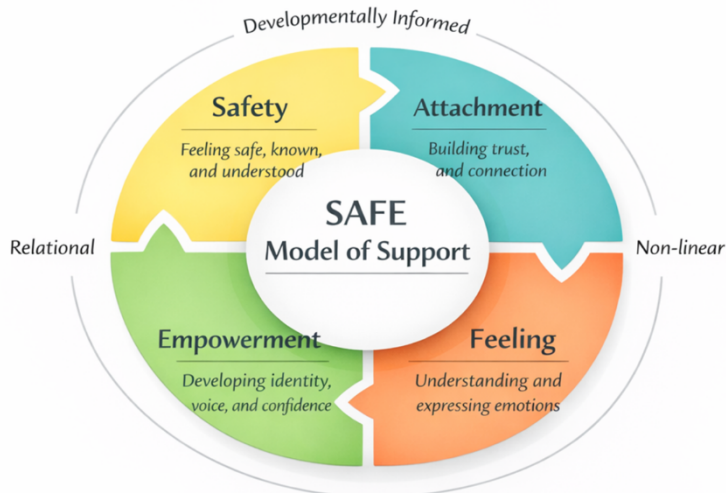 Developmentally Informed
Safety
Feeling safe, known,
and understood
Attachment
Building trust,
and connection
SAFE
Model of Support
Relational
Non-linear
Empowerment
Developing identity,
voice, and confidence
Feeling
Understanding and
expressing emotions